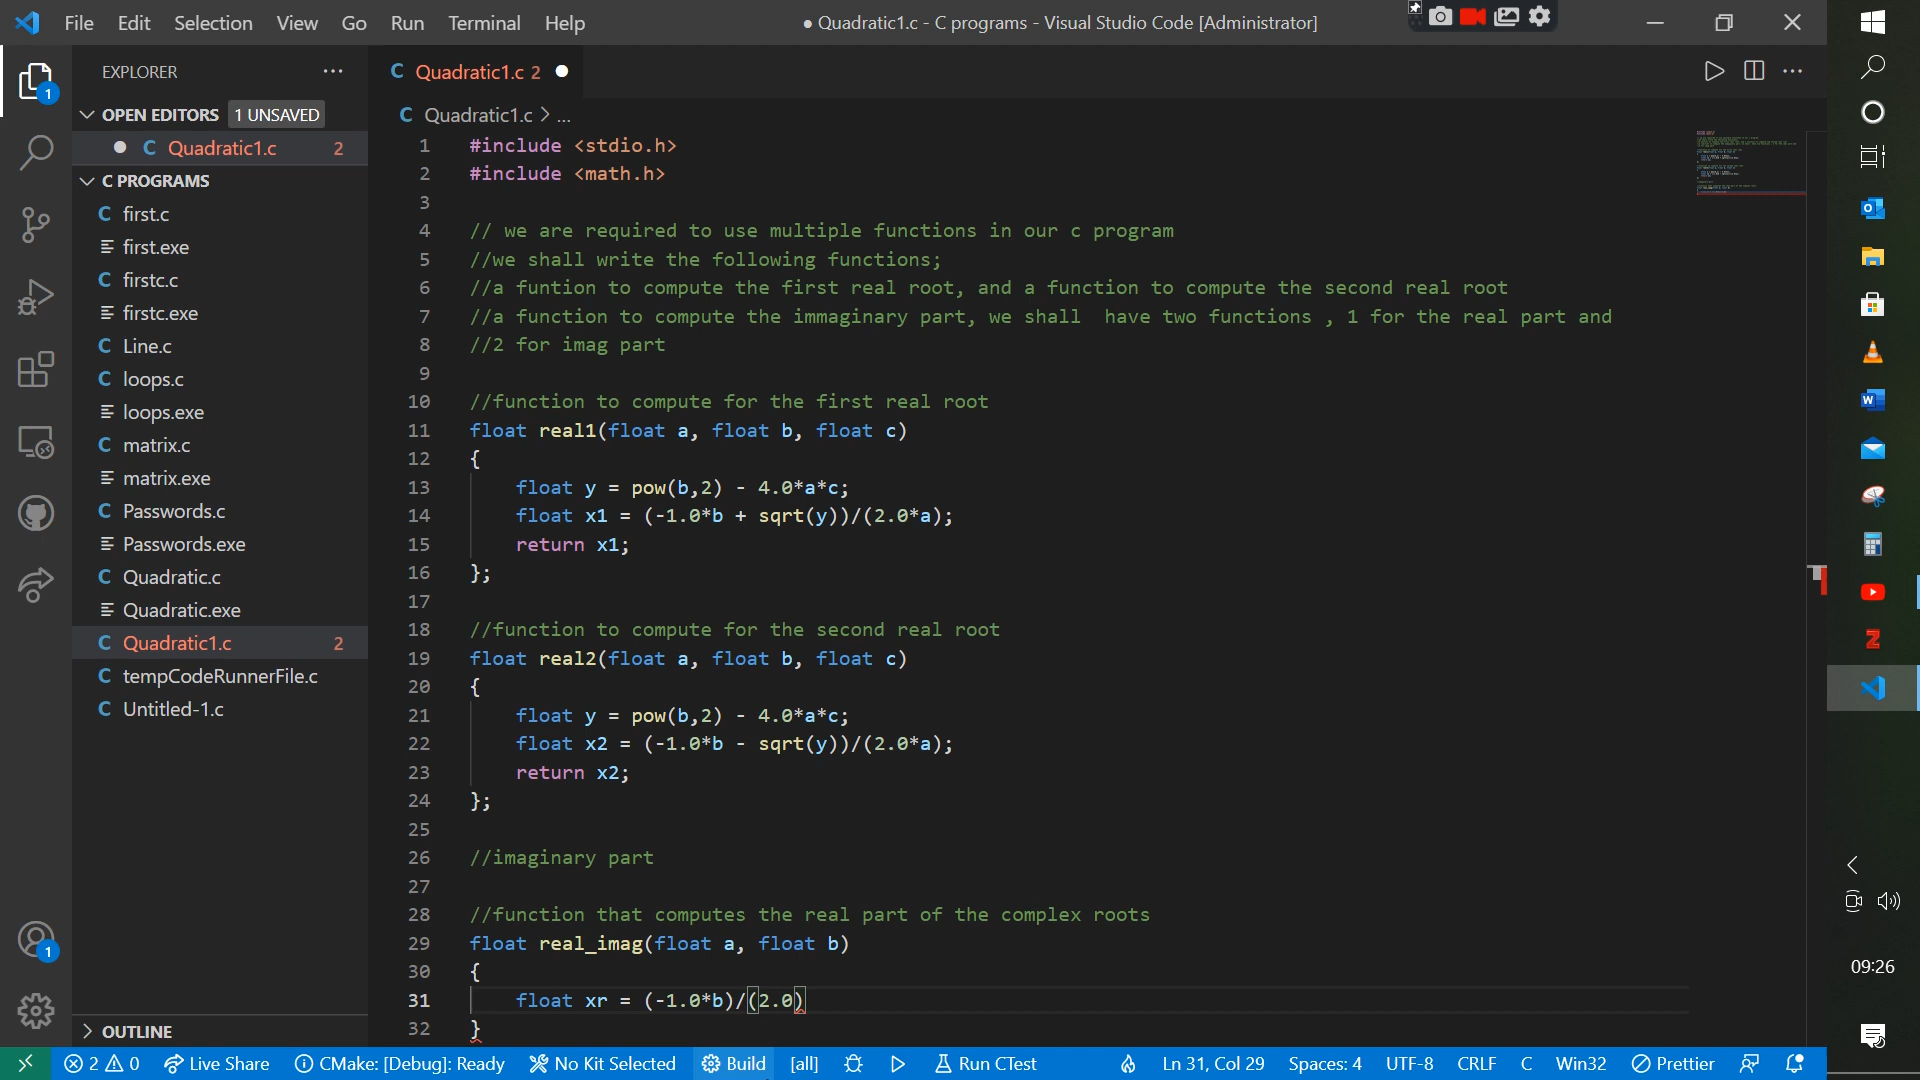 File Edit Selection View Go Run Terminal Help
● Quadratic1.c - C programs - Visual Studio Code [Administrator]
EXPLORER ...
C Quadratic1.c 2 ●
1
OPEN EDITORS 1 UNSAVED
● C Quadratic1.c 2
C PROGRAMS
C first.c
first.exe
C firstc.c
firstc.exe
C Line.c
C loops.c
loops.exe
C matrix.c
matrix.exe
C Passwords.c
Passwords.exe
C Quadratic.c
Quadratic.exe
C Quadratic1.c 2
C tempCodeRunnerFile.c
C Untitled-1.c
OUTLINE
1
C Quadratic1.c > ...
1 #include <stdio.h>
2 #include <math.h>
3
4 // we are required to use multiple functions in our c program
5 //we shall write the following functions;
6 //a funtion to compute the first real root, and a function to compute the second real root
7 //a function to compute the immaginary part, we shall  have two functions , 1 for the real part and
8 //2 for imag part
9
10 //function to compute for the first real root
11 float real1(float a, float b, float c)
12 {
13     float y = pow(b,2) - 4.0*a*c;
14     float x1 = (-1.0*b + sqrt(y))/(2.0*a);
15     return x1;
16 };
17
18 //function to compute for the second real root
19 float real2(float a, float b, float c)
20 {
21     float y = pow(b,2) - 4.0*a*c;
22     float x2 = (-1.0*b - sqrt(y))/(2.0*a);
23     return x2;
24 };
25
26 //imaginary part
27
28 //function that computes the real part of the complex roots
29 float real_imag(float a, float b)
30 {
31     float xr = (-1.0*b)/(2.0)
32 }
2 0 Live Share CMake: [Debug]: Ready No Kit Selected Build [all] Run CTest Ln 31, Col 29 Spaces: 4 UTF-8 CRLF C Win32 Prettier
09:26